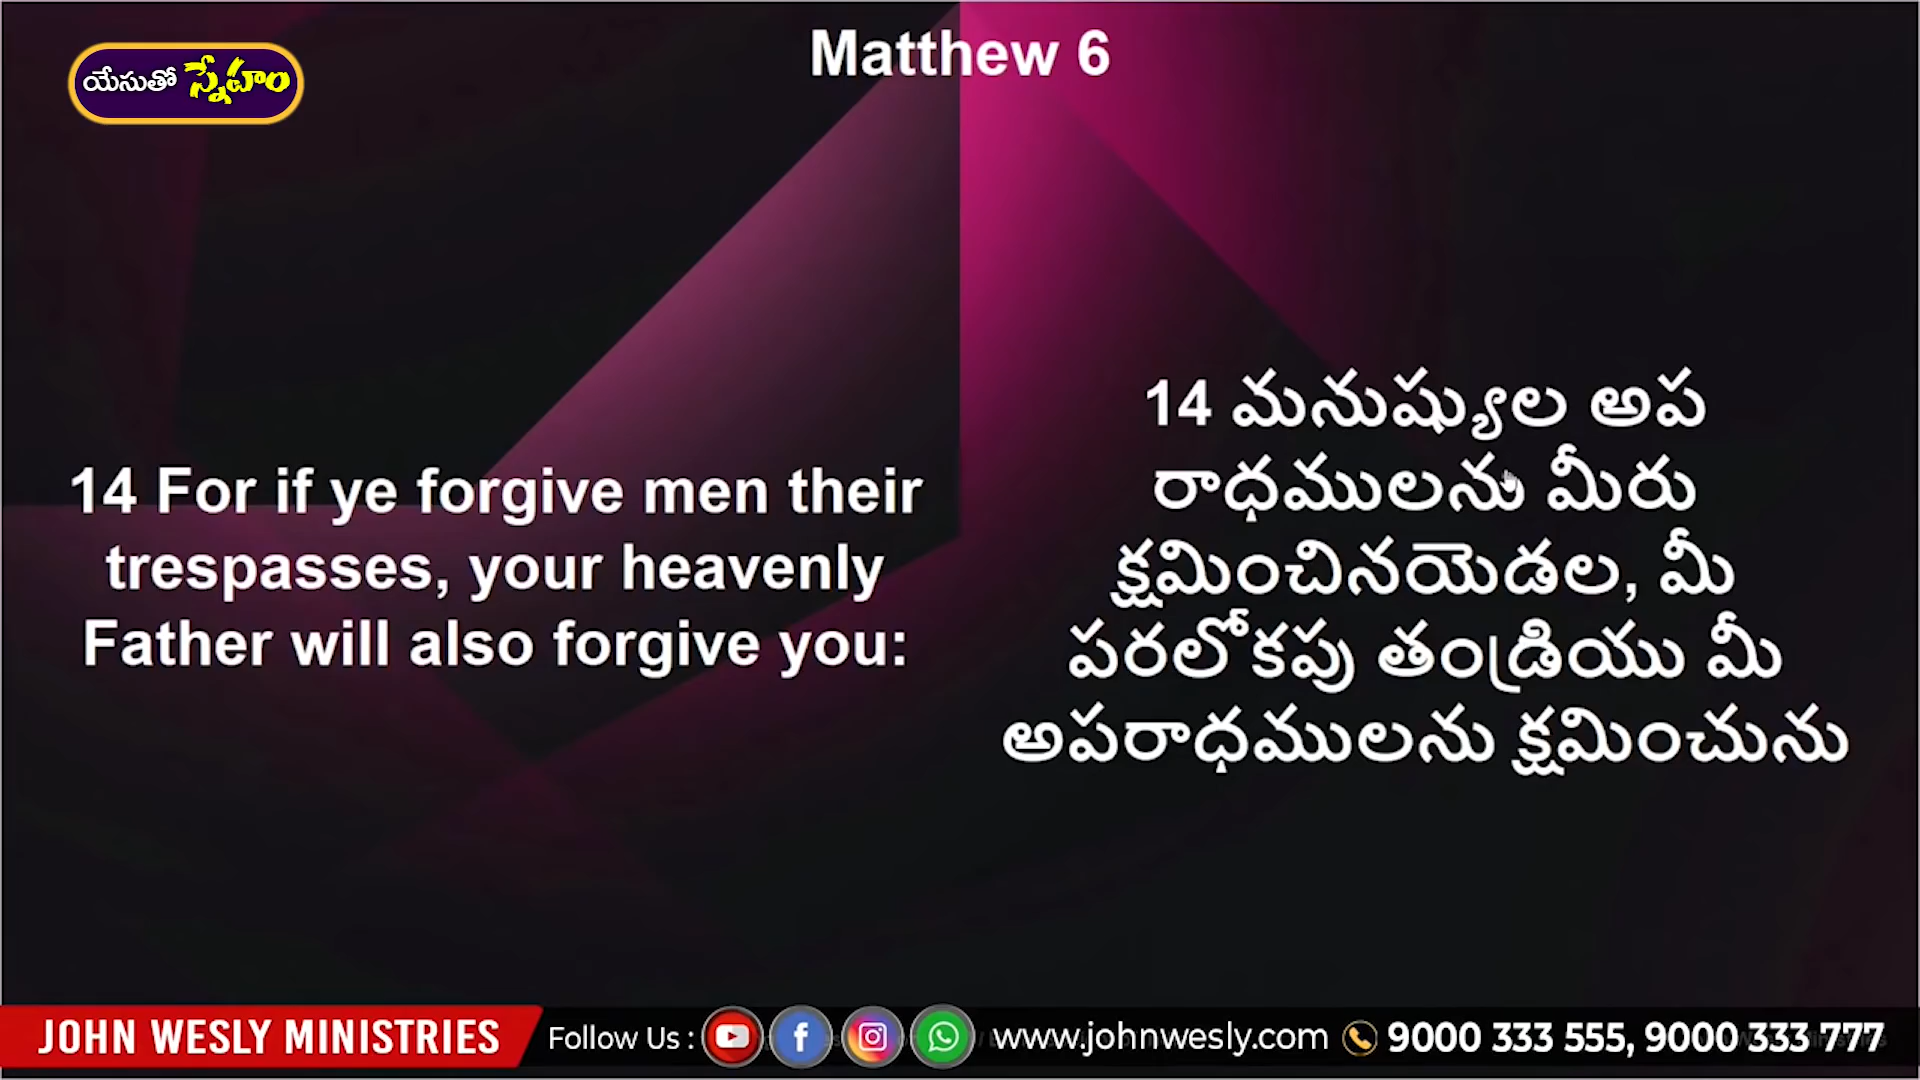 Matthew 6
యేసుతో స్నేహం
14 For if ye forgive men their
trespasses, your heavenly
Father will also forgive you:
14 మనుష్యుల అప
రాధములను మీరు
క్షమించినయెడల, మీ
పరలోకపు తండ్రియు మీ
అపరాధములను క్షమించును
JOHN WESLY MINISTRIES Follow Us : www.johnwesly.com 9000 333 555, 9000 333 777